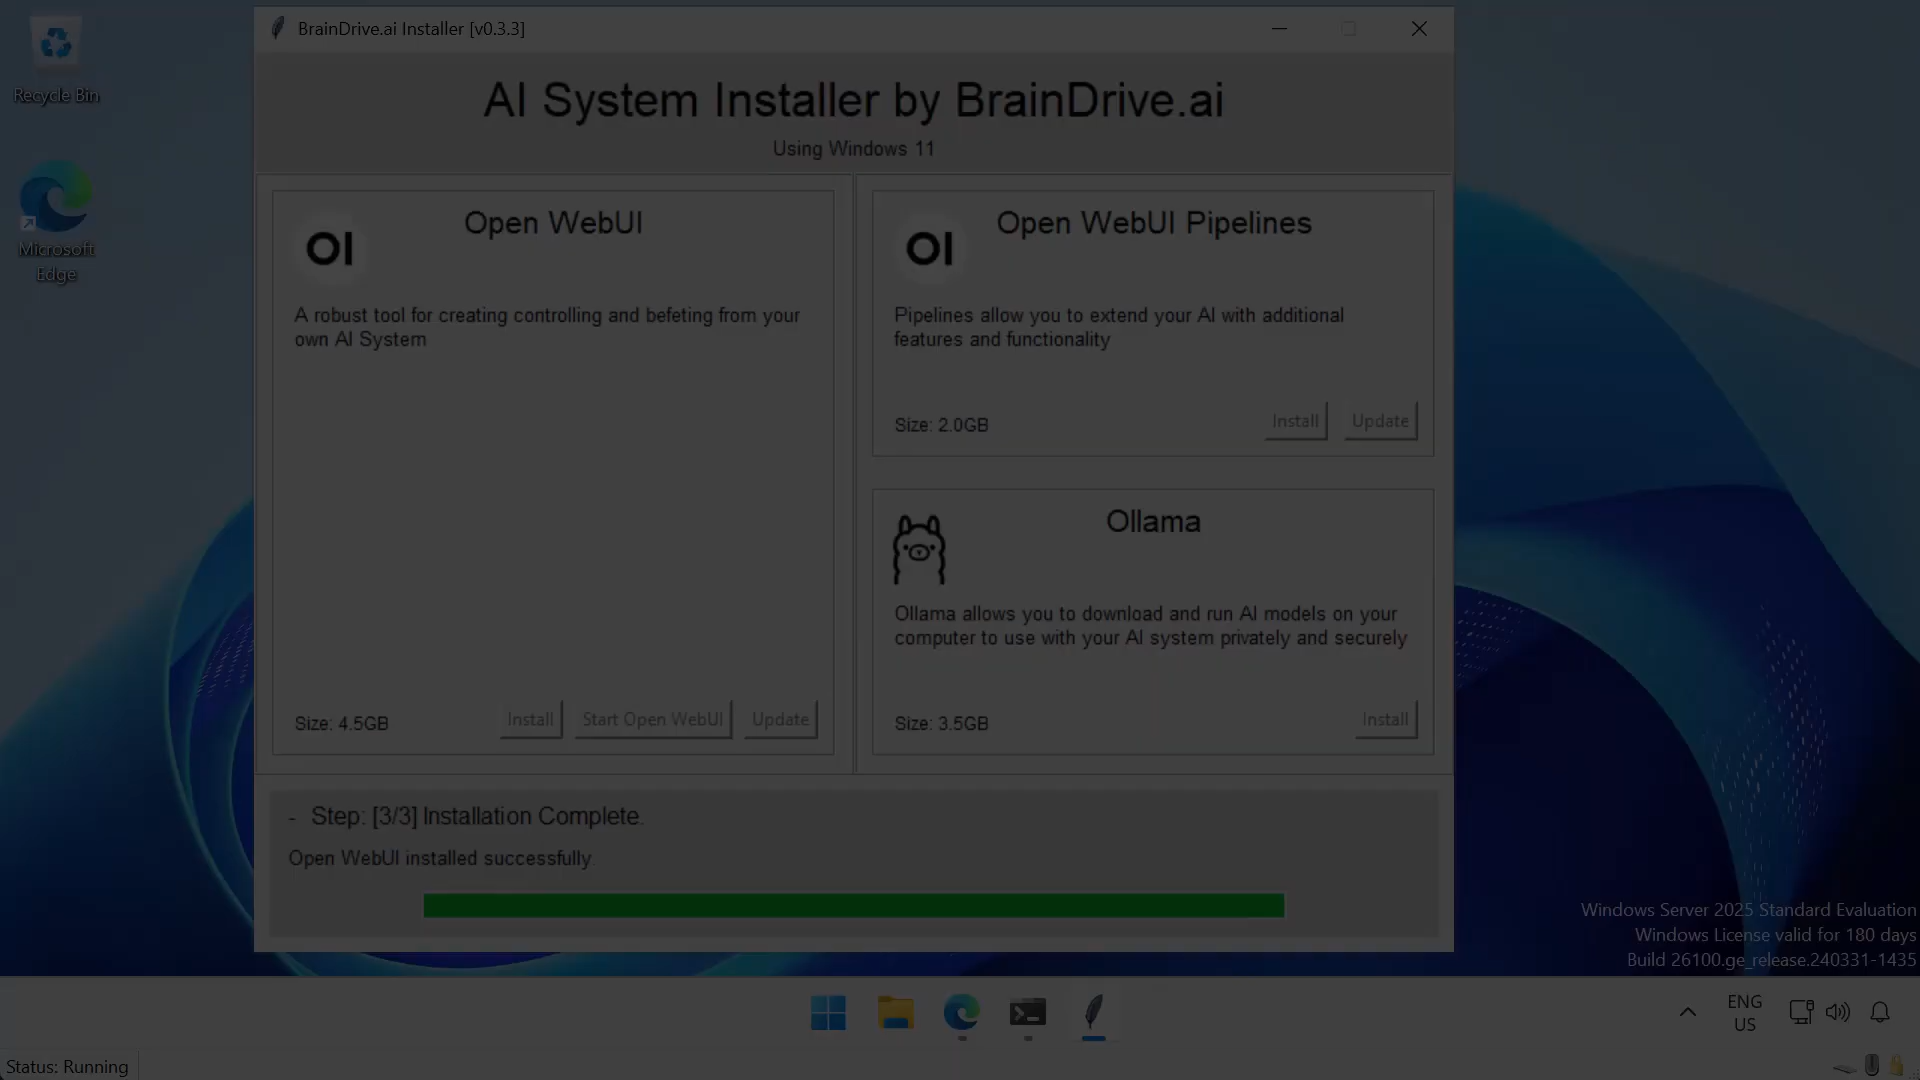 Recycle Bin
Microsoft
Edge
BrainDrive.ai Installer [v0.3.3]
AI System Installer by BrainDrive.ai
Using Windows 11
OI
Open WebUI
A robust tool for creating controlling and befeting from your
own AI System
Size: 4.5GB
Install
Start Open WebUI
Update
OI
Open WebUI Pipelines
Pipelines allow you to extend your AI with additional
features and functionality
Size: 2.0GB
Install
Update
Ollama
Ollama allows you to download and run AI models on your
computer to use with your AI system privately and securely
Size: 3.5GB
Install
- Step: [3/3] Installation Complete.
Open WebUI installed successfully
Windows Server 2025 Standard Evaluation
Windows License valid for 180 days
Build 26100.ge_release.240331-1435
ENG
US
Status: Running